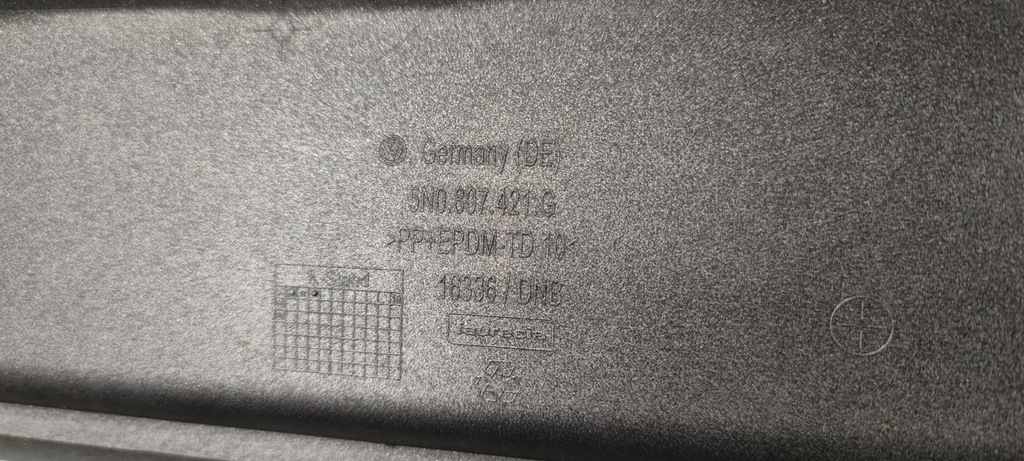 Germany (DE)
5N0.807.421.G
>PP+EPDM-TD 10<
16336 / DNB
faurecia